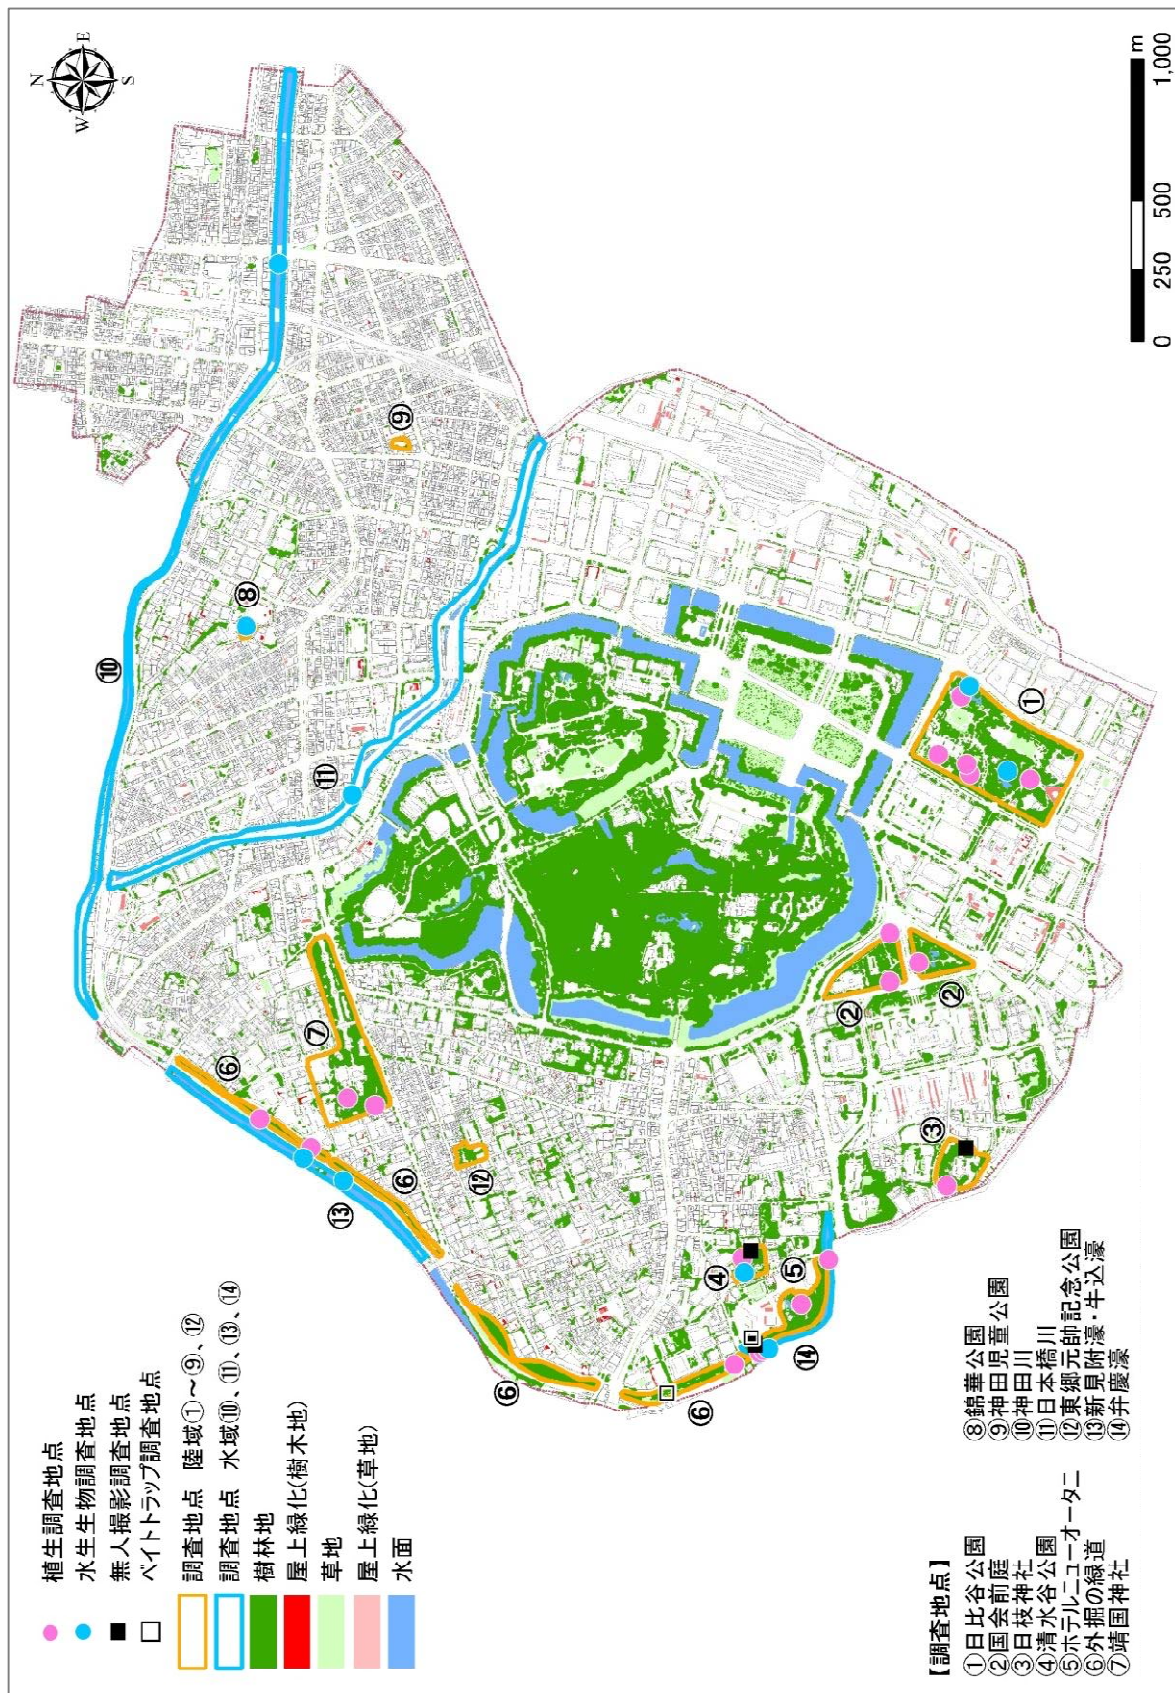 N
E
S
W
植生調査地点
水生生物調査地点
無人撮影調査地点
ベイトトラップ調査地点
調査地点 陸域①～⑨、⑫
調査地点 水域⑩、⑪、⑬、⑭
樹林地
屋上緑化(樹木地)
草地
屋上緑化(草地)
水面
⑩
⑧
⑨
⑪
⑥
⑦
⑬
⑥
⑫
⑥
⑥
④
⑤
⑭
③
②
②
①
0 250 500 1,000 m
【調査地点】
①日比谷公園
②国会前庭
③日枝神社
④清水谷公園
⑤ホテルニューオータニ
⑥外掘の緑道
⑦靖国神社
⑧錦華公園
⑨神田児童公園
⑩神田川
⑪日本橋川
⑫東郷元帥記念公園
⑬新見附濠・牛込濠
⑭弁慶濠